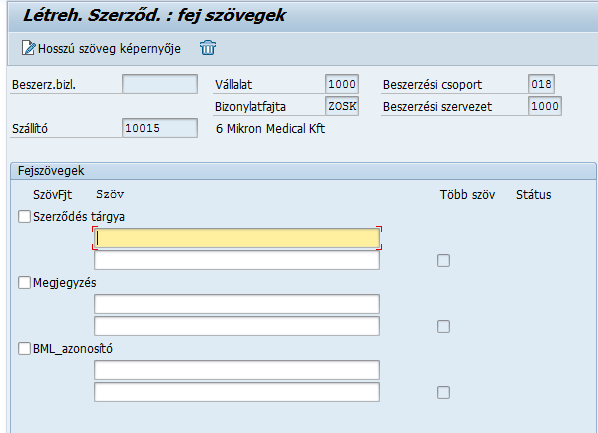 Létreh. Szerződ. : fej szövegek
Hosszú szöveg képernyője
Beszerz.bizl. Vállalat 1000 Beszerzési csoport 018
Bizonylatfajta ZOSK Beszerzési szervezet 1000
Szállító 10015 6 Mikron Medical Kft
Fejszövegek
SzövFjt Szöv Több szöv Státus
Szerződés tárgya
Megjegyzés
BML_azonosító